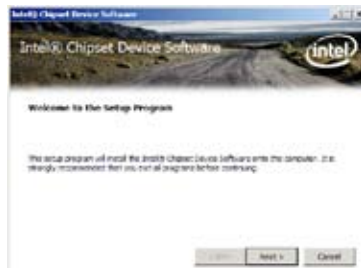 Intel(R) Chipset Device Software
Intel® Chipset Device Software
intel
Welcome to the Setup Program
The setup program will install the Intel(R) Chipset Device Software onto the computer. It is
strongly recommended that you exit all programs before continuing.
Next >
Cancel